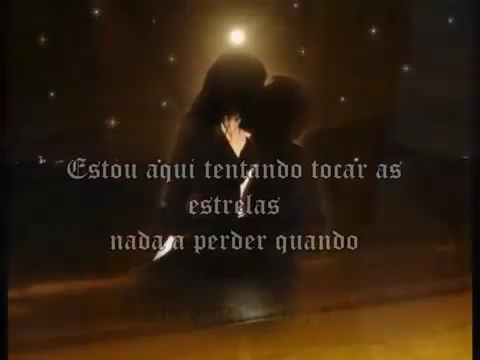 Estou aqui tentando tocar as
estrelas
nada a perder quando